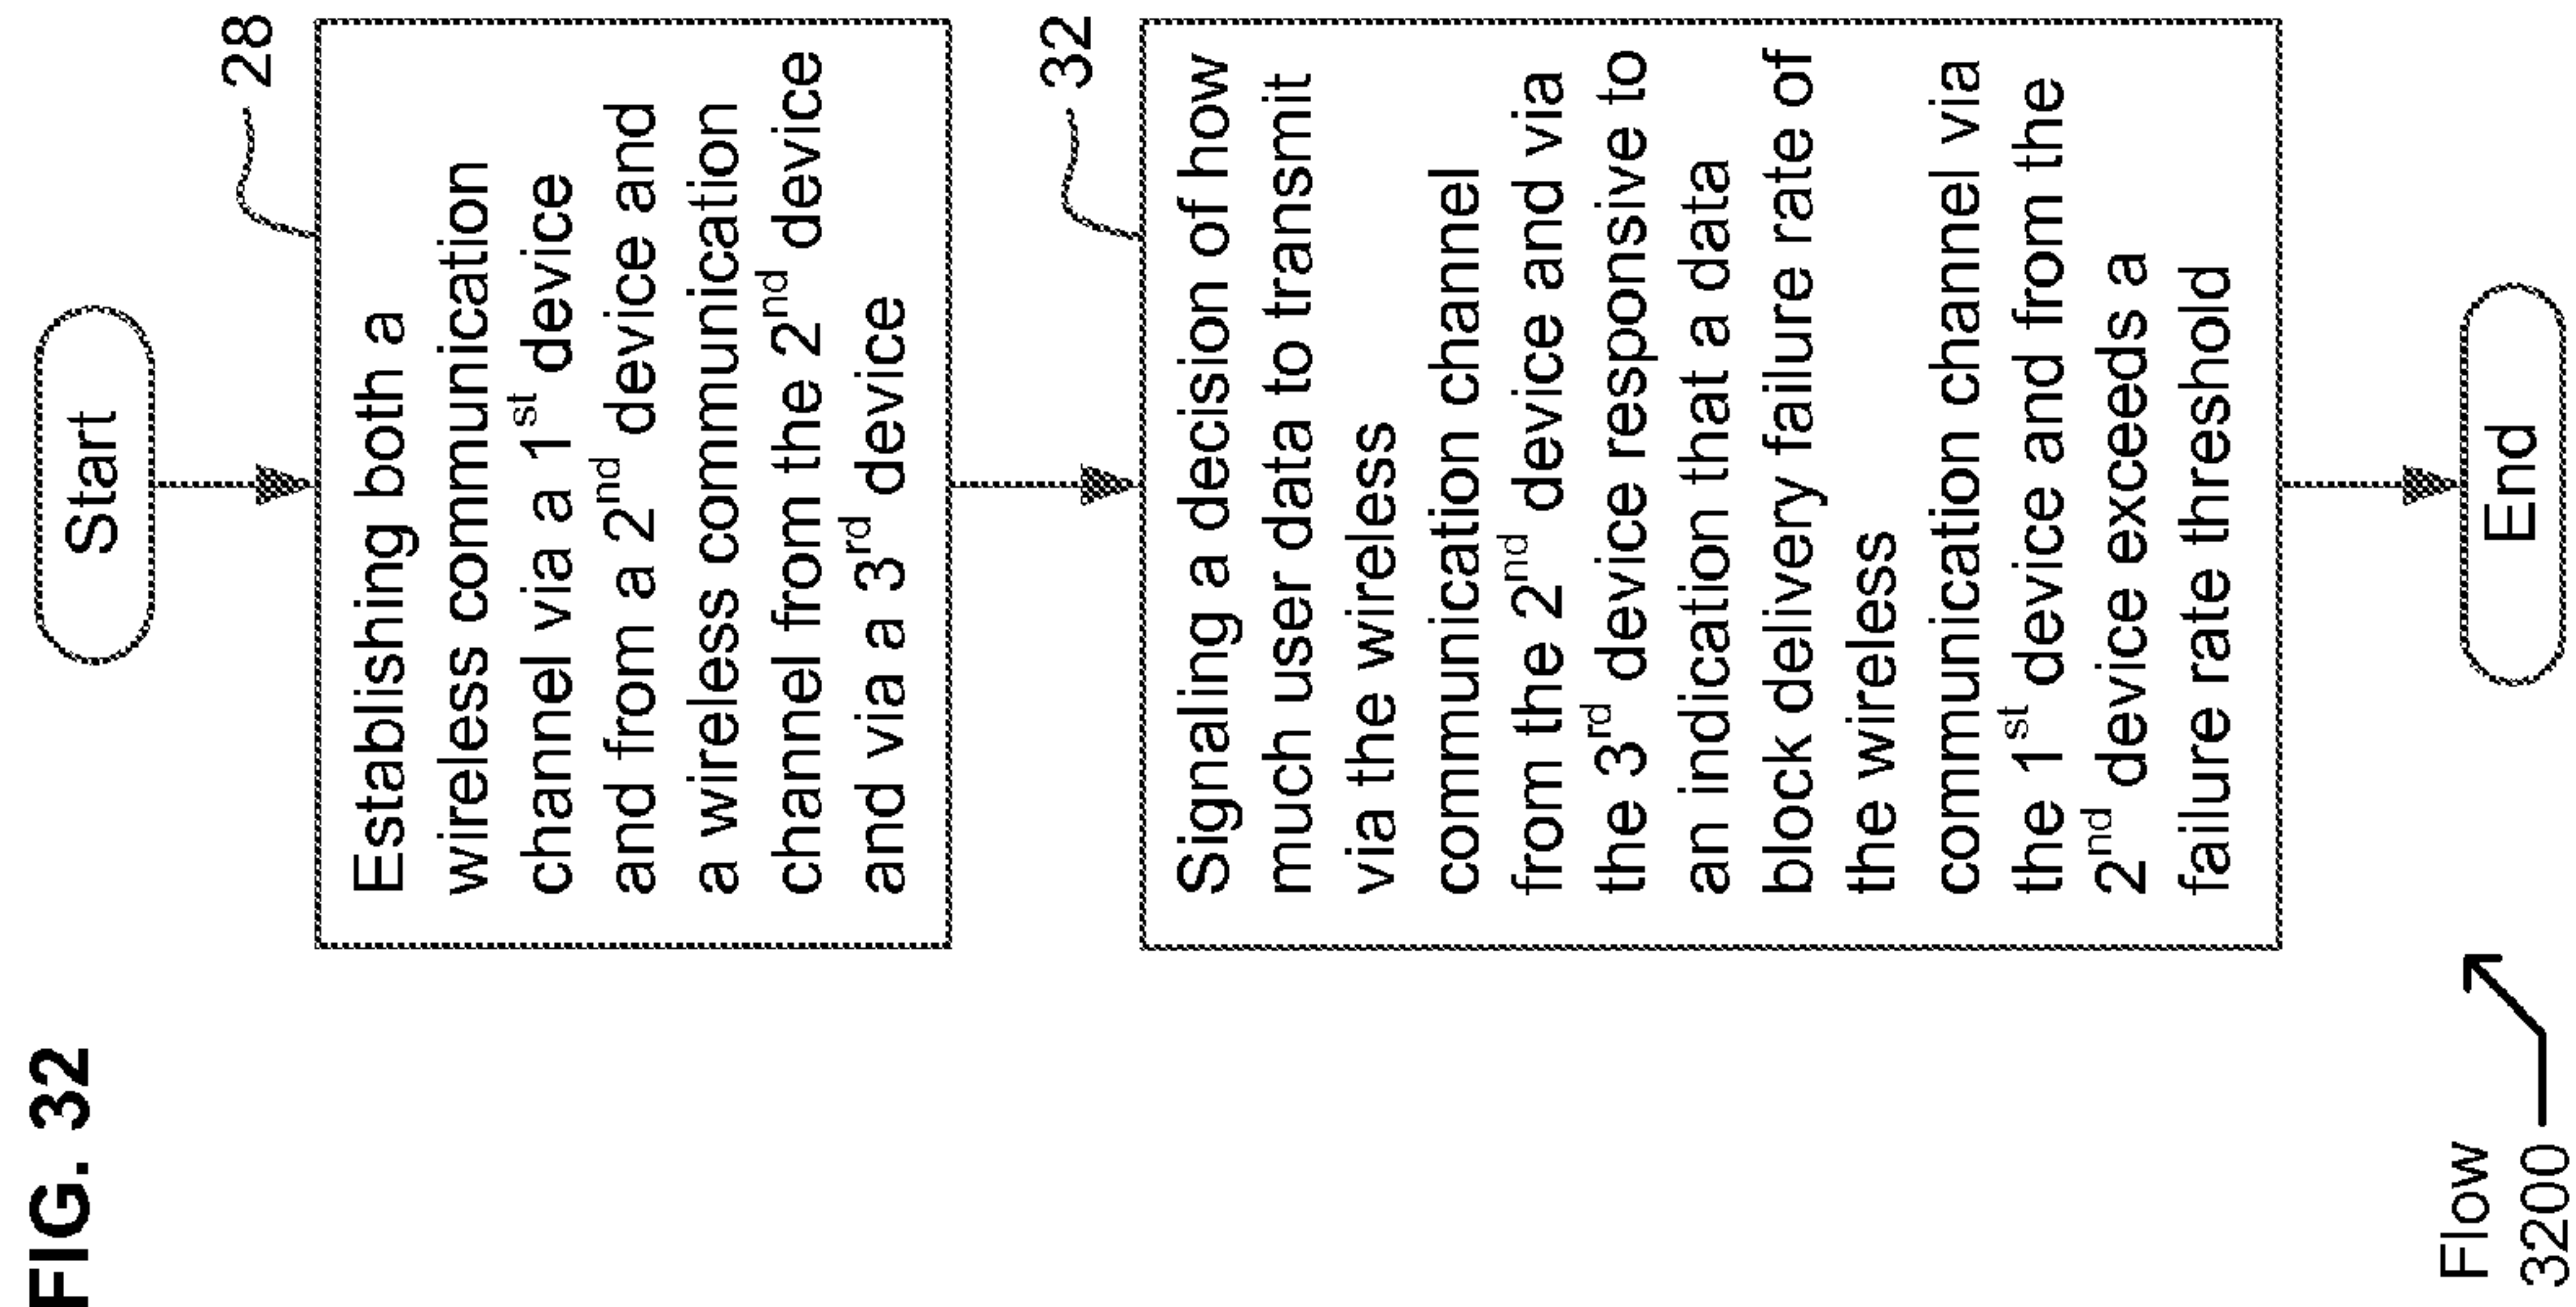 FIG. 32
Start
28
Establishing both a
wireless communication
channel via a 1st device
and from a 2nd device and
a wireless communication
channel from the 2nd device
and via a 3rd device
32
Signaling a decision of how
much user data to transmit
via the wireless
communication channel
from the 2nd device and via
the 3rd device responsive to
an indication that a data
block delivery failure rate of
the wireless
communication channel via
the 1st device and from the
2nd device exceeds a
failure rate threshold
End
Flow
3200